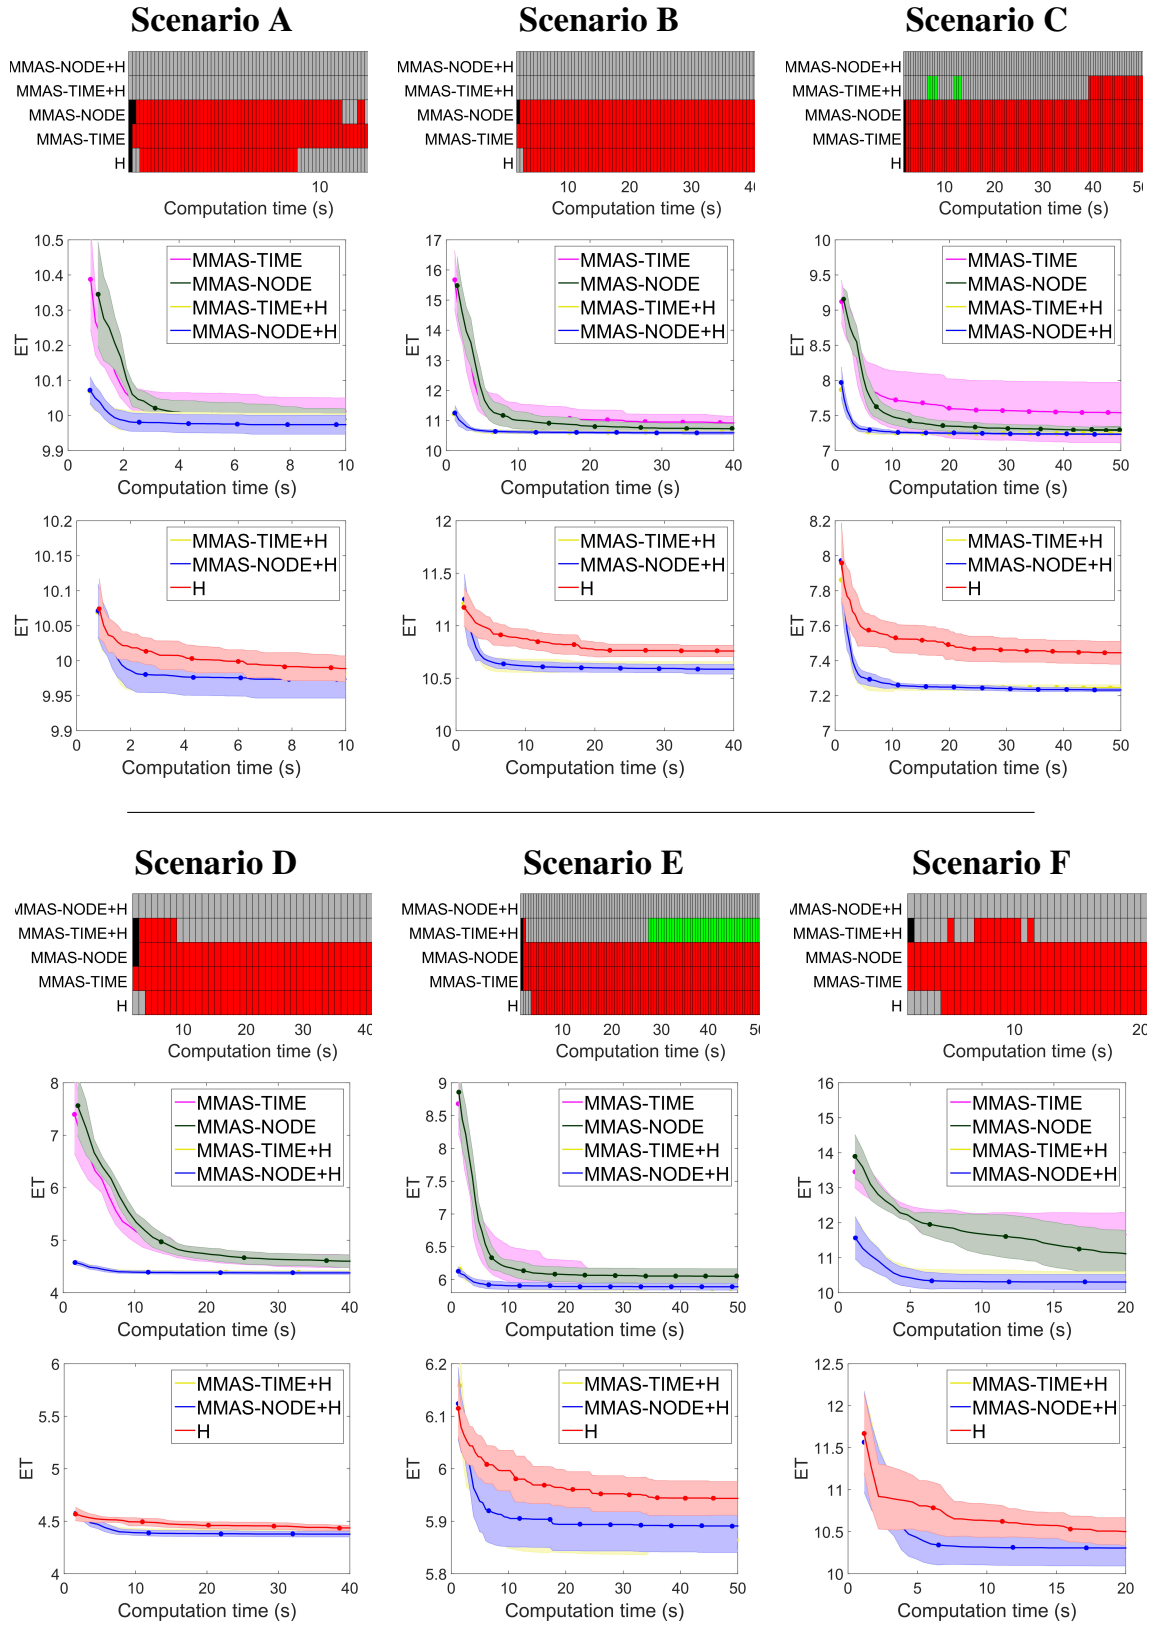 Scenario A
Scenario B
Scenario C
MMAS-NODE+H
MMAS-TIME+H
MMAS-NODE
MMAS-TIME
H
10
Computation time (s)
MMAS-NODE+H
MMAS-TIME+H
MMAS-NODE
MMAS-TIME
H
10 20 30 40
Computation time (s)
MMAS-NODE+H
MMAS-TIME+H
MMAS-NODE
MMAS-TIME
H
10 20 30 40 50
Computation time (s)
10.5
10.4
10.3
10.2
10.1
10
9.9
ET
MMAS-TIME
MMAS-NODE
MMAS-TIME+H
MMAS-NODE+H
0 2 4 6 8 10
Computation time (s)
17
16
15
14
13
12
11
10
ET
MMAS-TIME
MMAS-NODE
MMAS-TIME+H
MMAS-NODE+H
0 10 20 30 40
Computation time (s)
10
9.5
9
8.5
8
7.5
7
ET
MMAS-TIME
MMAS-NODE
MMAS-TIME+H
MMAS-NODE+H
0 10 20 30 40 50
Computation time (s)
10.2
10.15
10.1
10.05
10
9.95
9.9
ET
MMAS-TIME+H
MMAS-NODE+H
H
0 2 4 6 8 10
Computation time (s)
12
11.5
11
10.5
10
ET
MMAS-TIME+H
MMAS-NODE+H
H
0 10 20 30 40
Computation time (s)
8.2
8
7.8
7.6
7.4
7.2
7
ET
MMAS-TIME+H
MMAS-NODE+H
H
0 10 20 30 40 50
Computation time (s)
Scenario D
Scenario E
Scenario F
MMAS-NODE+H
MMAS-TIME+H
MMAS-NODE
MMAS-TIME
H
10 20 30 40
Computation time (s)
MMAS-NODE+H
MMAS-TIME+H
MMAS-NODE
MMAS-TIME
H
10 20 30 40 50
Computation time (s)
MMAS-NODE+H
MMAS-TIME+H
MMAS-NODE
MMAS-TIME
H
10 20
Computation time (s)
8
7
6
5
4
ET
MMAS-TIME
MMAS-NODE
MMAS-TIME+H
MMAS-NODE+H
0 10 20 30 40
Computation time (s)
9
8.5
8
7.5
7
6.5
6
ET
MMAS-TIME
MMAS-NODE
MMAS-TIME+H
MMAS-NODE+H
0 10 20 30 40 50
Computation time (s)
16
15
14
13
12
11
10
ET
MMAS-TIME
MMAS-NODE
MMAS-TIME+H
MMAS-NODE+H
0 5 10 15 20
Computation time (s)
6
5.5
5
4.5
4
ET
MMAS-TIME+H
MMAS-NODE+H
H
0 10 20 30 40
Computation time (s)
6.2
6.1
6
5.9
5.8
ET
MMAS-TIME+H
MMAS-NODE+H
H
0 10 20 30 40 50
Computation time (s)
12.5
12
11.5
11
10.5
10
ET
MMAS-TIME+H
MMAS-NODE+H
H
0 5 10 15 20
Computation time (s)